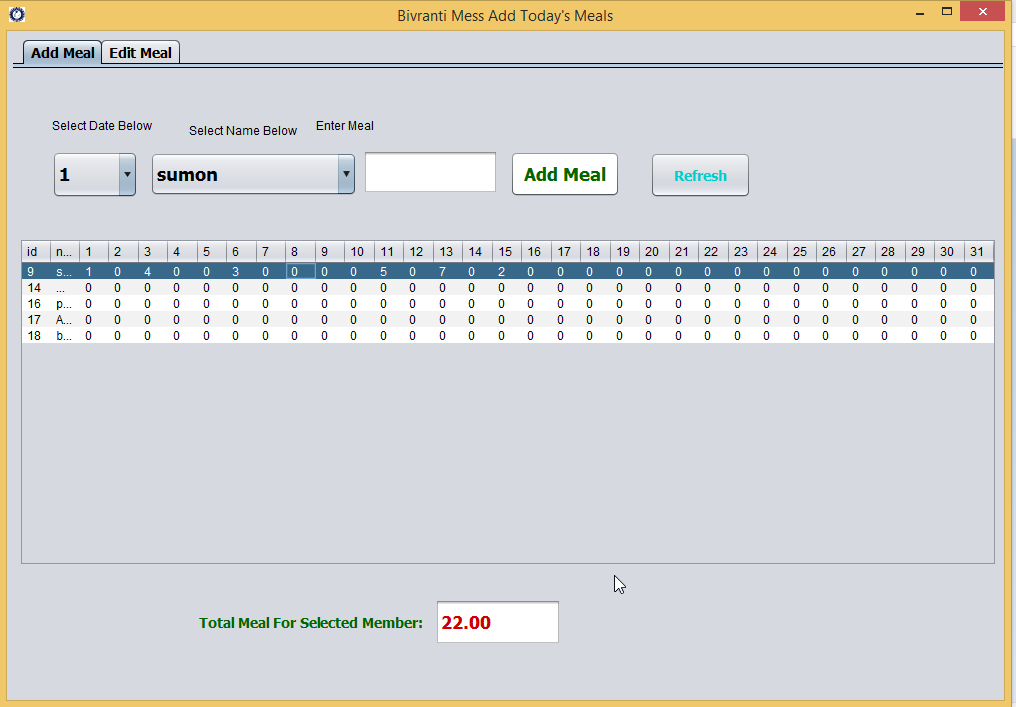 Bivranti Mess Add Today's Meals
Add Meal Edit Meal
Select Date Below Select Name Below Enter Meal
1 sumon Add Meal Refresh
id n... 1 2 3 4 5 6 7 8 9 10 11 12 13 14 15 16 17 18 19 20 21 22 23 24 25 26 27 28 29 30 31
9 s... 1 0 4 0 0 3 0 0 0 0 5 0 7 0 2 0 0 0 0 0 0 0 0 0 0 0 0 0 0 0 0
14 ... 0 0 0 0 0 0 0 0 0 0 0 0 0 0 0 0 0 0 0 0 0 0 0 0 0 0 0 0 0 0 0
16 p... 0 0 0 0 0 0 0 0 0 0 0 0 0 0 0 0 0 0 0 0 0 0 0 0 0 0 0 0 0 0 0
17 A... 0 0 0 0 0 0 0 0 0 0 0 0 0 0 0 0 0 0 0 0 0 0 0 0 0 0 0 0 0 0 0
18 b... 0 0 0 0 0 0 0 0 0 0 0 0 0 0 0 0 0 0 0 0 0 0 0 0 0 0 0 0 0 0 0
Total Meal For Selected Member: 22.00